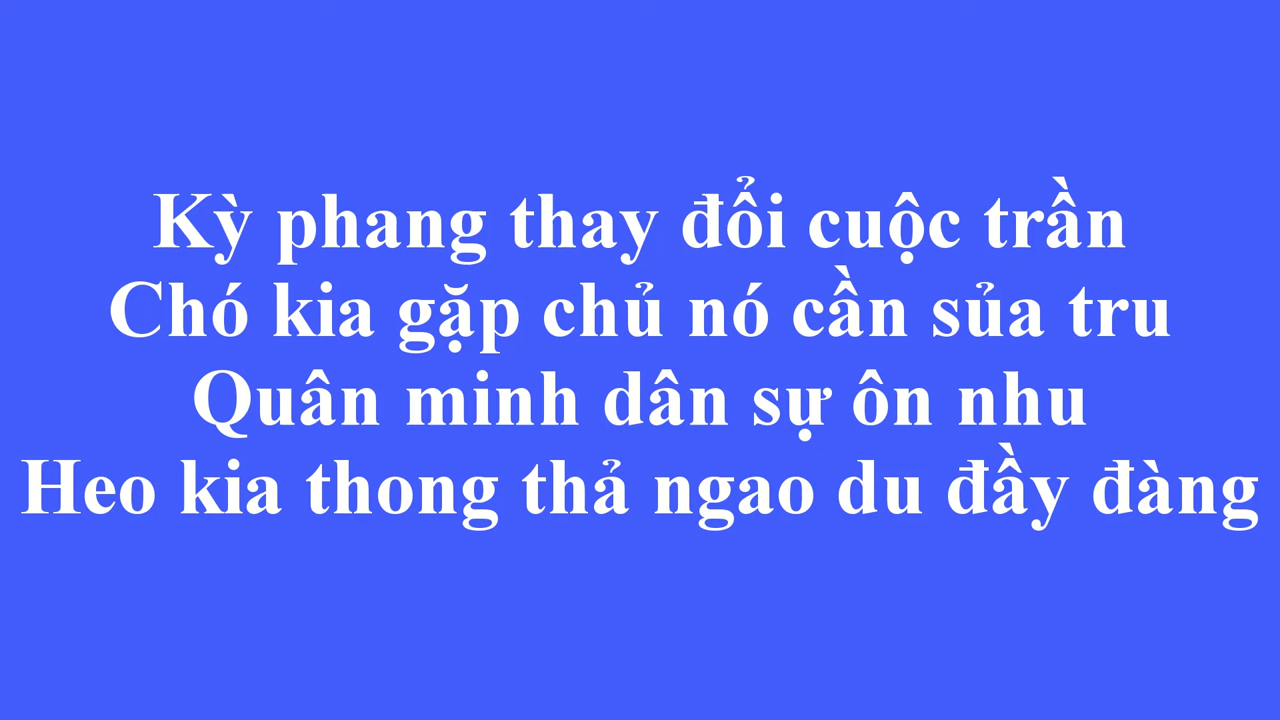 Kỳ phang thay đổi cuộc trần
Chó kia gặp chủ nó cần sủa tru
Quân minh dân sự ôn nhu
Heo kia thong thả ngao du đầy đàng